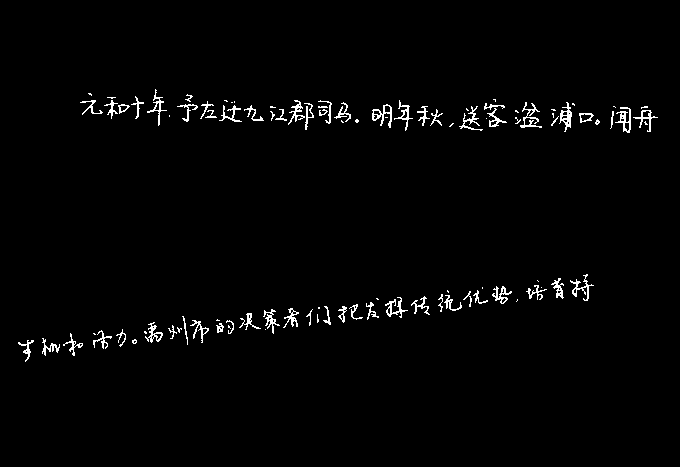 元和十年,予左迁九江郡司马。明年秋,送客湓浦口。闻舟
生机和活力。禹州市的决策者们把发挥传统优势,培育特